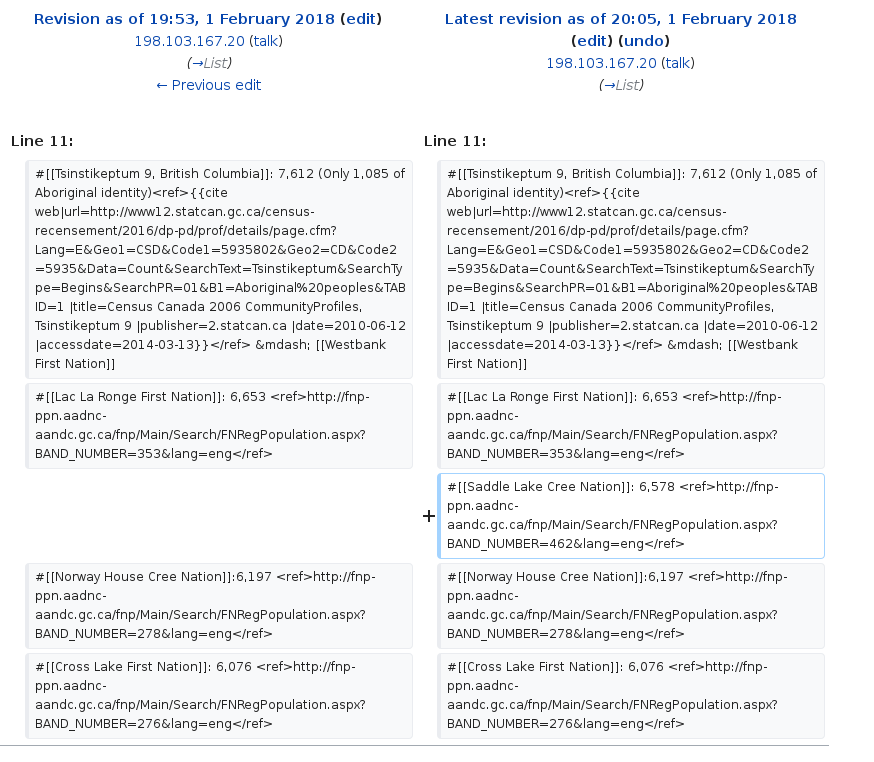 Revision as of 19:53, 1 February 2018 (edit)
198.103.167.20 (talk)
(→List)
← Previous edit
Latest revision as of 20:05, 1 February 2018
(edit) (undo)
198.103.167.20 (talk)
(→List)
Line 11:
Line 11:
#[[Tsinstikeptum 9, British Columbia]]: 7,612 (Only 1,085 of
Aboriginal identity)<ref>{{cite
web|url=http://www12.statcan.gc.ca/census-
recensement/2016/dp-pd/prof/details/page.cfm?
Lang=E&Geo1=CSD&Code1=5935802&Geo2=CD&Code2
=5935&Data=Count&SearchText=Tsinstikeptum&SearchTy
pe=Begins&SearchPR=01&B1=Aboriginal%20peoples&TAB
ID=1 |title=Census Canada 2006 CommunityProfiles,
Tsinstikeptum 9 |publisher=2.statcan.ca |date=2010-06-12
|accessdate=2014-03-13}}</ref> &mdash; [[Westbank
First Nation]]
#[[Tsinstikeptum 9, British Columbia]]: 7,612 (Only 1,085 of
Aboriginal identity)<ref>{{cite
web|url=http://www12.statcan.gc.ca/census-
recensement/2016/dp-pd/prof/details/page.cfm?
Lang=E&Geo1=CSD&Code1=5935802&Geo2=CD&Code2
=5935&Data=Count&SearchText=Tsinstikeptum&SearchTy
pe=Begins&SearchPR=01&B1=Aboriginal%20peoples&TAB
ID=1 |title=Census Canada 2006 CommunityProfiles,
Tsinstikeptum 9 |publisher=2.statcan.ca |date=2010-06-12
|accessdate=2014-03-13}}</ref> &mdash; [[Westbank
First Nation]]
#[[Lac La Ronge First Nation]]: 6,653 <ref>http://fnp-
ppn.aadnc-
aandc.gc.ca/fnp/Main/Search/FNRegPopulation.aspx?
BAND_NUMBER=353&lang=eng</ref>
#[[Lac La Ronge First Nation]]: 6,653 <ref>http://fnp-
ppn.aadnc-
aandc.gc.ca/fnp/Main/Search/FNRegPopulation.aspx?
BAND_NUMBER=353&lang=eng</ref>
+
#[[Saddle Lake Cree Nation]]: 6,578 <ref>http://fnp-
ppn.aadnc-
aandc.gc.ca/fnp/Main/Search/FNRegPopulation.aspx?
BAND_NUMBER=462&lang=eng</ref>
#[[Norway House Cree Nation]]:6,197 <ref>http://fnp-
ppn.aadnc-
aandc.gc.ca/fnp/Main/Search/FNRegPopulation.aspx?
BAND_NUMBER=278&lang=eng</ref>
#[[Norway House Cree Nation]]:6,197 <ref>http://fnp-
ppn.aadnc-
aandc.gc.ca/fnp/Main/Search/FNRegPopulation.aspx?
BAND_NUMBER=278&lang=eng</ref>
#[[Cross Lake First Nation]]: 6,076 <ref>http://fnp-
ppn.aadnc-
aandc.gc.ca/fnp/Main/Search/FNRegPopulation.aspx?
BAND_NUMBER=276&lang=eng</ref>
#[[Cross Lake First Nation]]: 6,076 <ref>http://fnp-
ppn.aadnc-
aandc.gc.ca/fnp/Main/Search/FNRegPopulation.aspx?
BAND_NUMBER=276&lang=eng</ref>